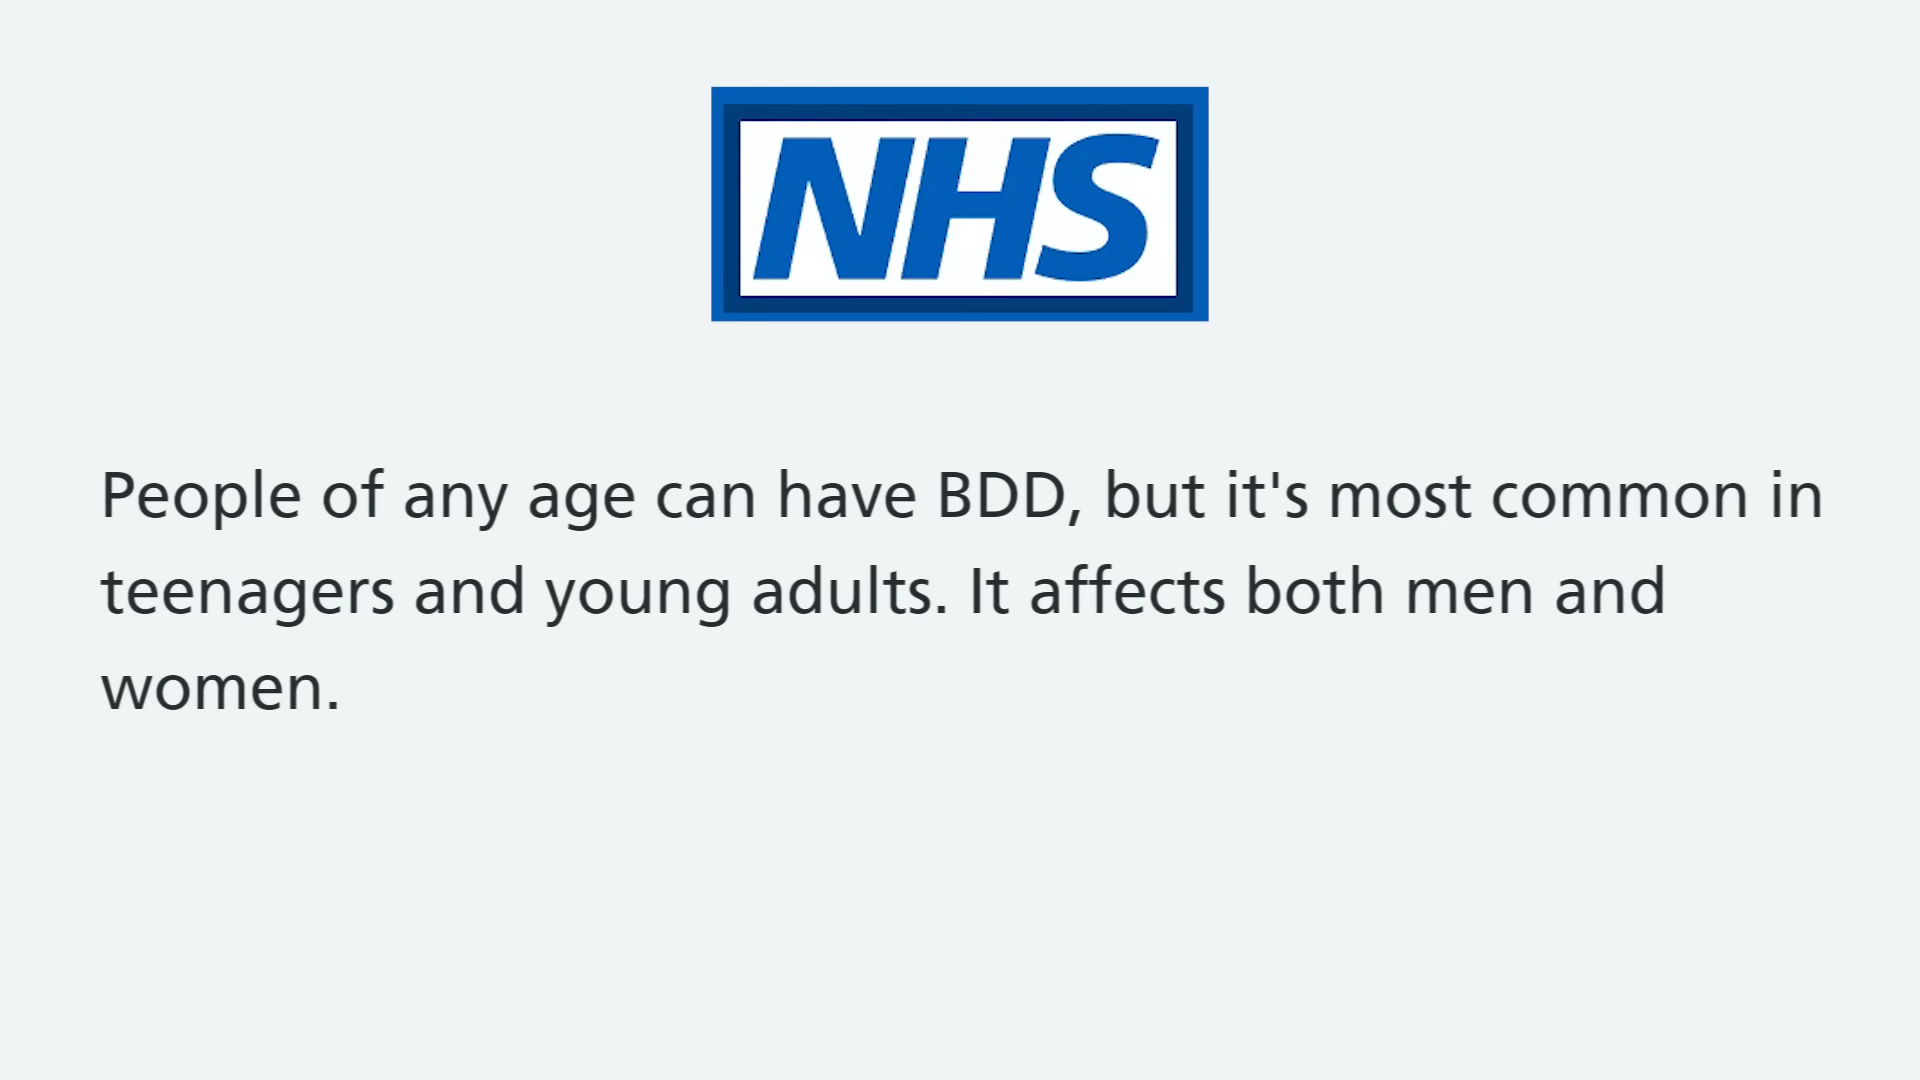 NHS
People of any age can have BDD, but it's most common in
teenagers and young adults. It affects both men and
women.